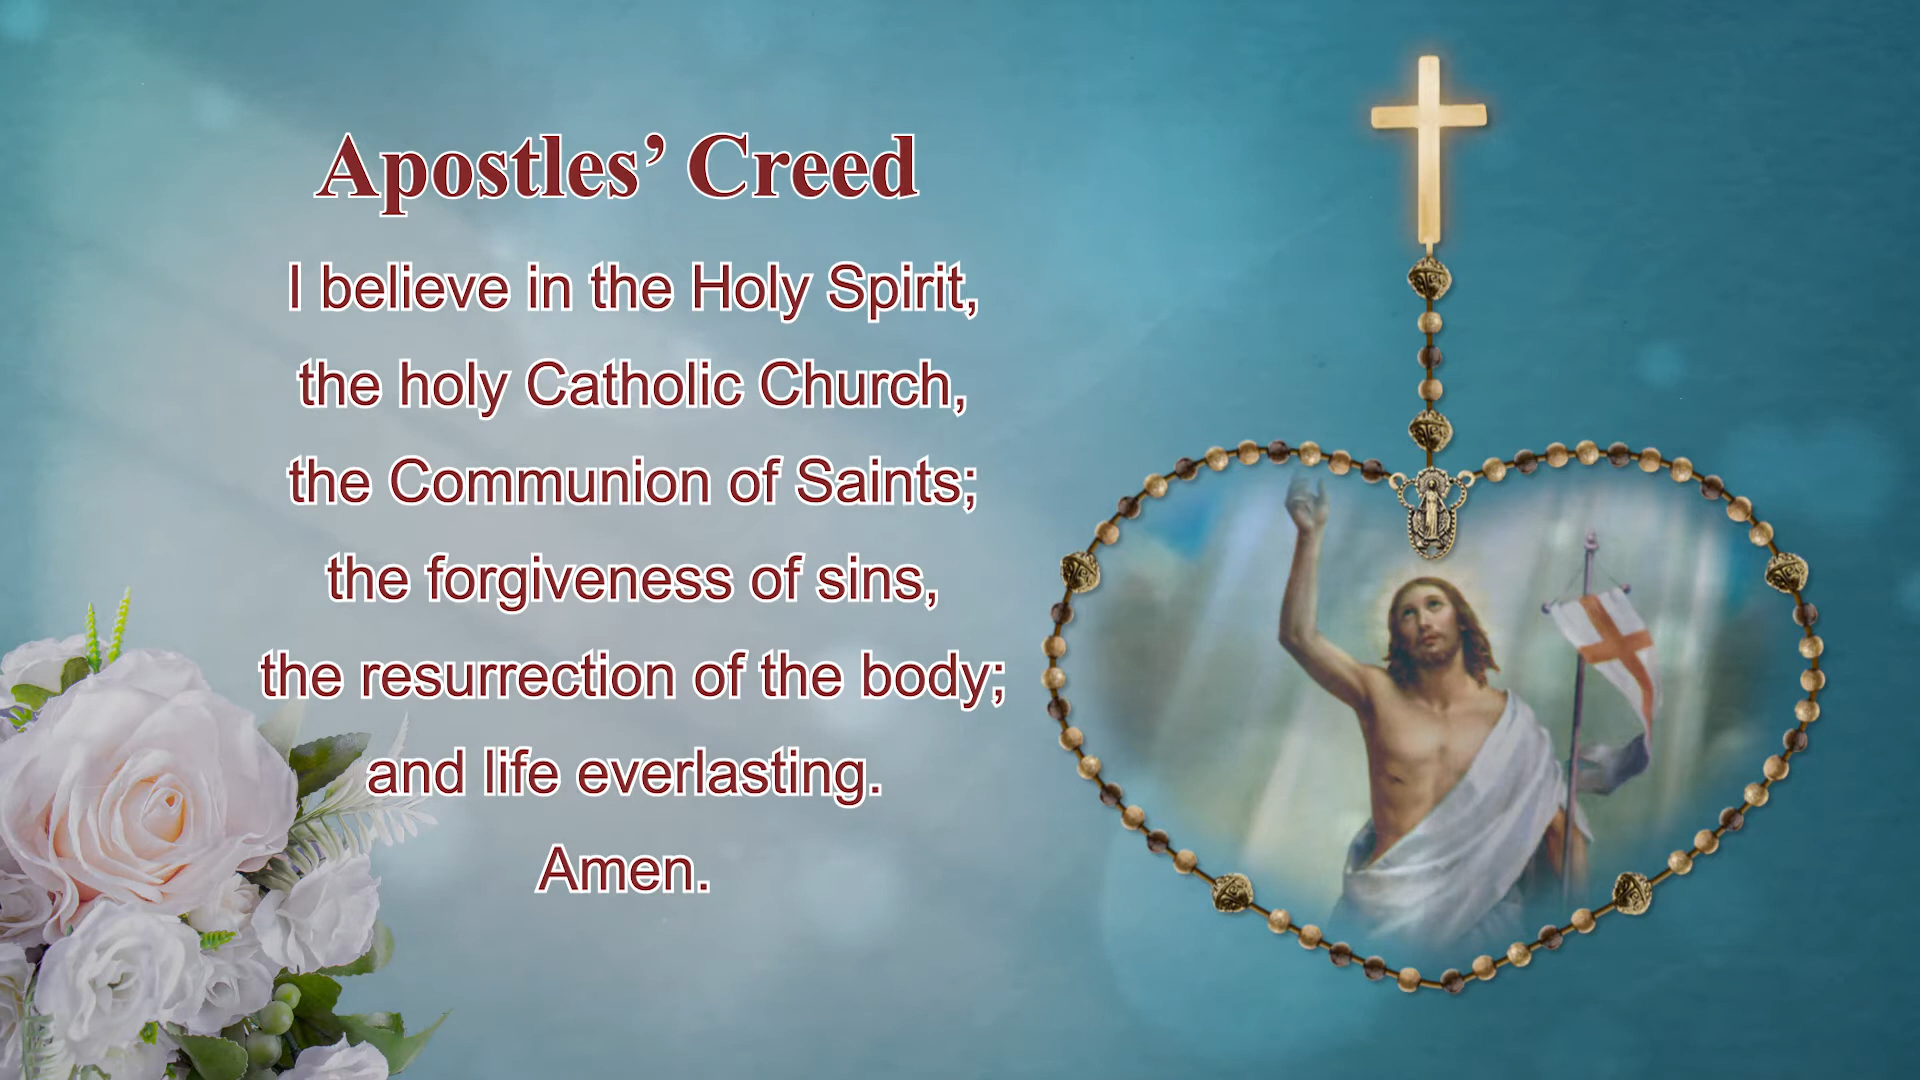 Apostles’ Creed
I believe in the Holy Spirit,
the holy Catholic Church,
the Communion of Saints;
the forgiveness of sins,
the resurrection of the body;
and life everlasting.
Amen.